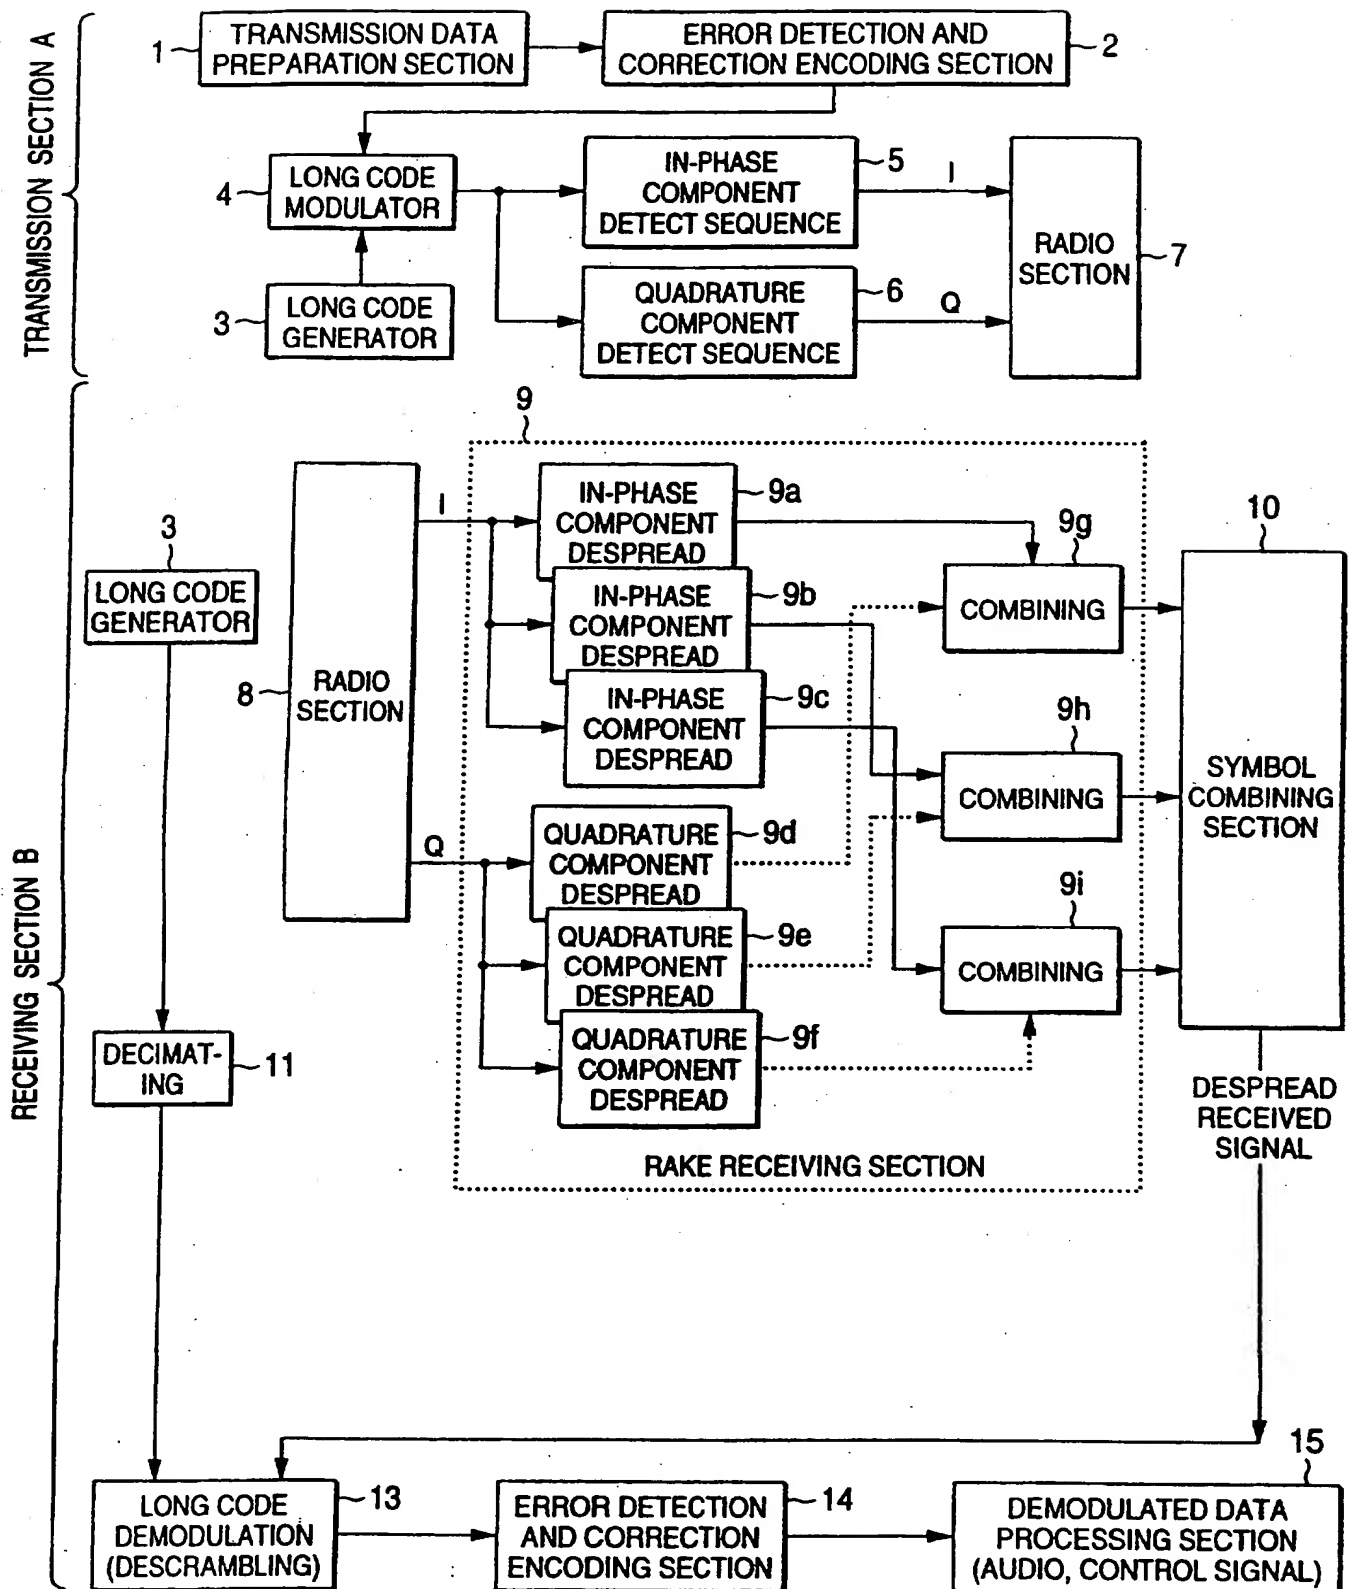 TRANSMISSION SECTION A
1
TRANSMISSION DATA
PREPARATION SECTION
ERROR DETECTION AND
CORRECTION ENCODING SECTION
2
4
LONG CODE
MODULATOR
IN-PHASE
COMPONENT
DETECT SEQUENCE
5
I
RADIO
SECTION
7
3
LONG CODE
GENERATOR
QUADRATURE
COMPONENT
DETECT SEQUENCE
6
Q
RECEIVING SECTION B
9
3
LONG CODE
GENERATOR
8
RADIO
SECTION
I
Q
IN-PHASE
COMPONENT
DESPREAD
9a
IN-PHASE
COMPONENT
DESPREAD
9b
IN-PHASE
COMPONENT
DESPREAD
9c
QUADRATURE
COMPONENT
DESPREAD
9d
QUADRATURE
COMPONENT
DESPREAD
9e
QUADRATURE
COMPONENT
DESPREAD
9f
9g
COMBINING
9h
COMBINING
9i
COMBINING
RAKE RECEIVING SECTION
10
SYMBOL
COMBINING
SECTION
DESPREAD
RECEIVED
SIGNAL
DECIMAT-
ING
11
LONG CODE
DEMODULATION
(DESCRAMBLING)
13
ERROR DETECTION
AND CORRECTION
ENCODING SECTION
14
15
DEMODULATED DATA
PROCESSING SECTION
(AUDIO, CONTROL SIGNAL)